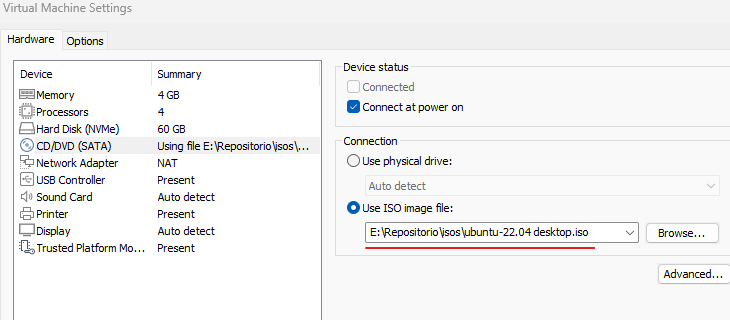 Virtual Machine Settings
Hardware Options
Device Summary
Memory 4 GB
Processors 4
Hard Disk (NVMe) 60 GB
CD/DVD (SATA) Using file E:\Repositorio\isos\...
Network Adapter NAT
USB Controller Present
Sound Card Auto detect
Printer Present
Display Auto detect
Trusted Platform Mo... Present
Device status
Connected
Connect at power on
Connection
Use physical drive:
Auto detect
Use ISO image file:
E:\Repositorio\isos\ubuntu-22.04 desktop.iso
Browse...
Advanced...